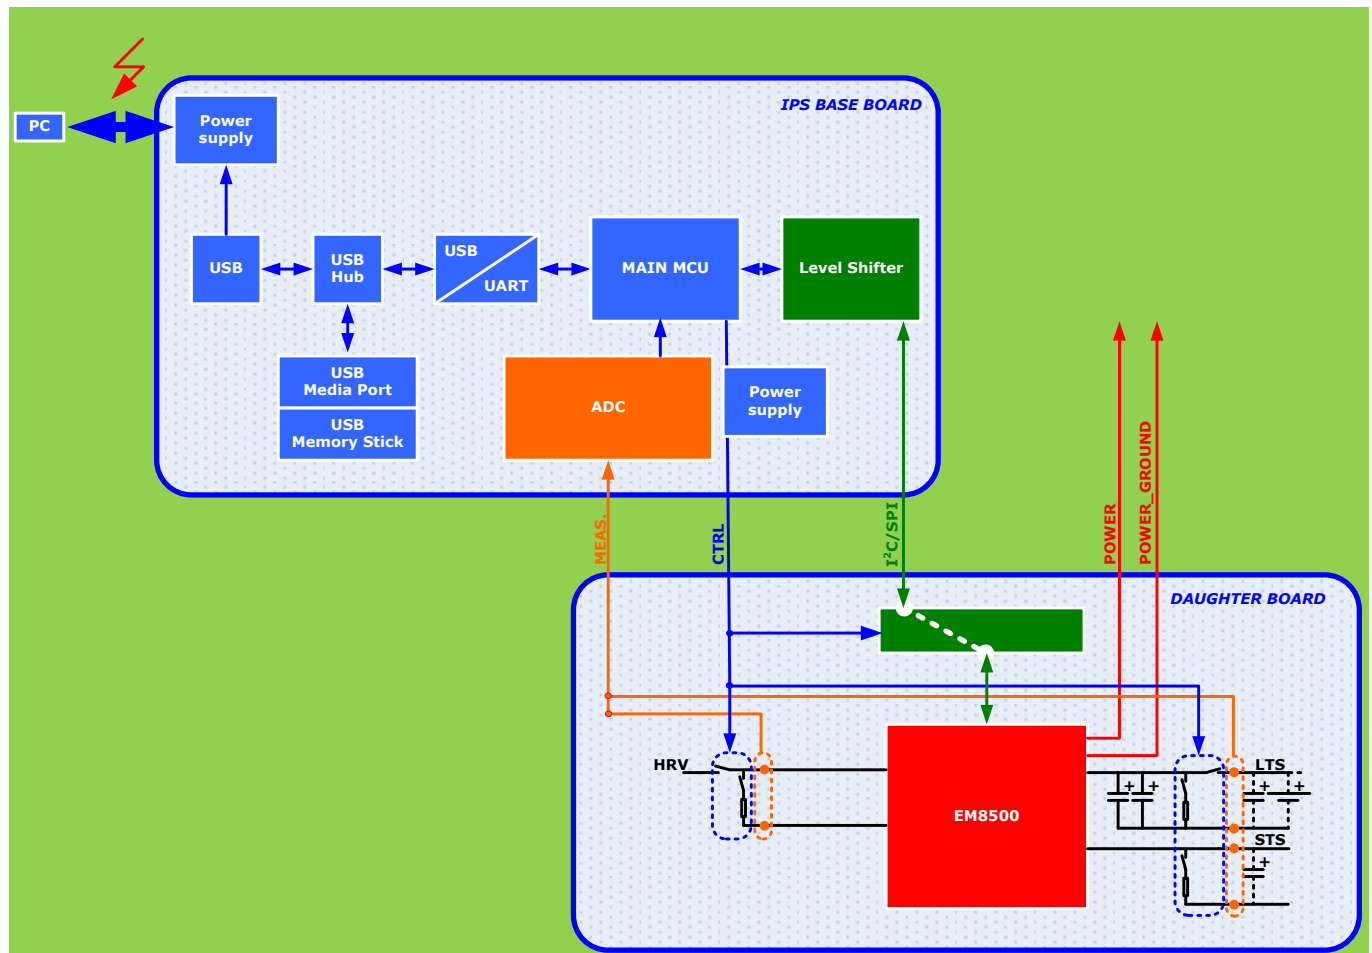 IPS BASE BOARD
PC
Power
supply
USB
USB
Hub
USB
UART
MAIN MCU
Level Shifter
USB
Media Port
USB
Memory Stick
ADC
Power
supply
MEAS.
CTRL
I²C/SPI
POWER
POWER_GROUND
DAUGHTER BOARD
HRV
EM8500
LTS
+
+
+
+
STS
+